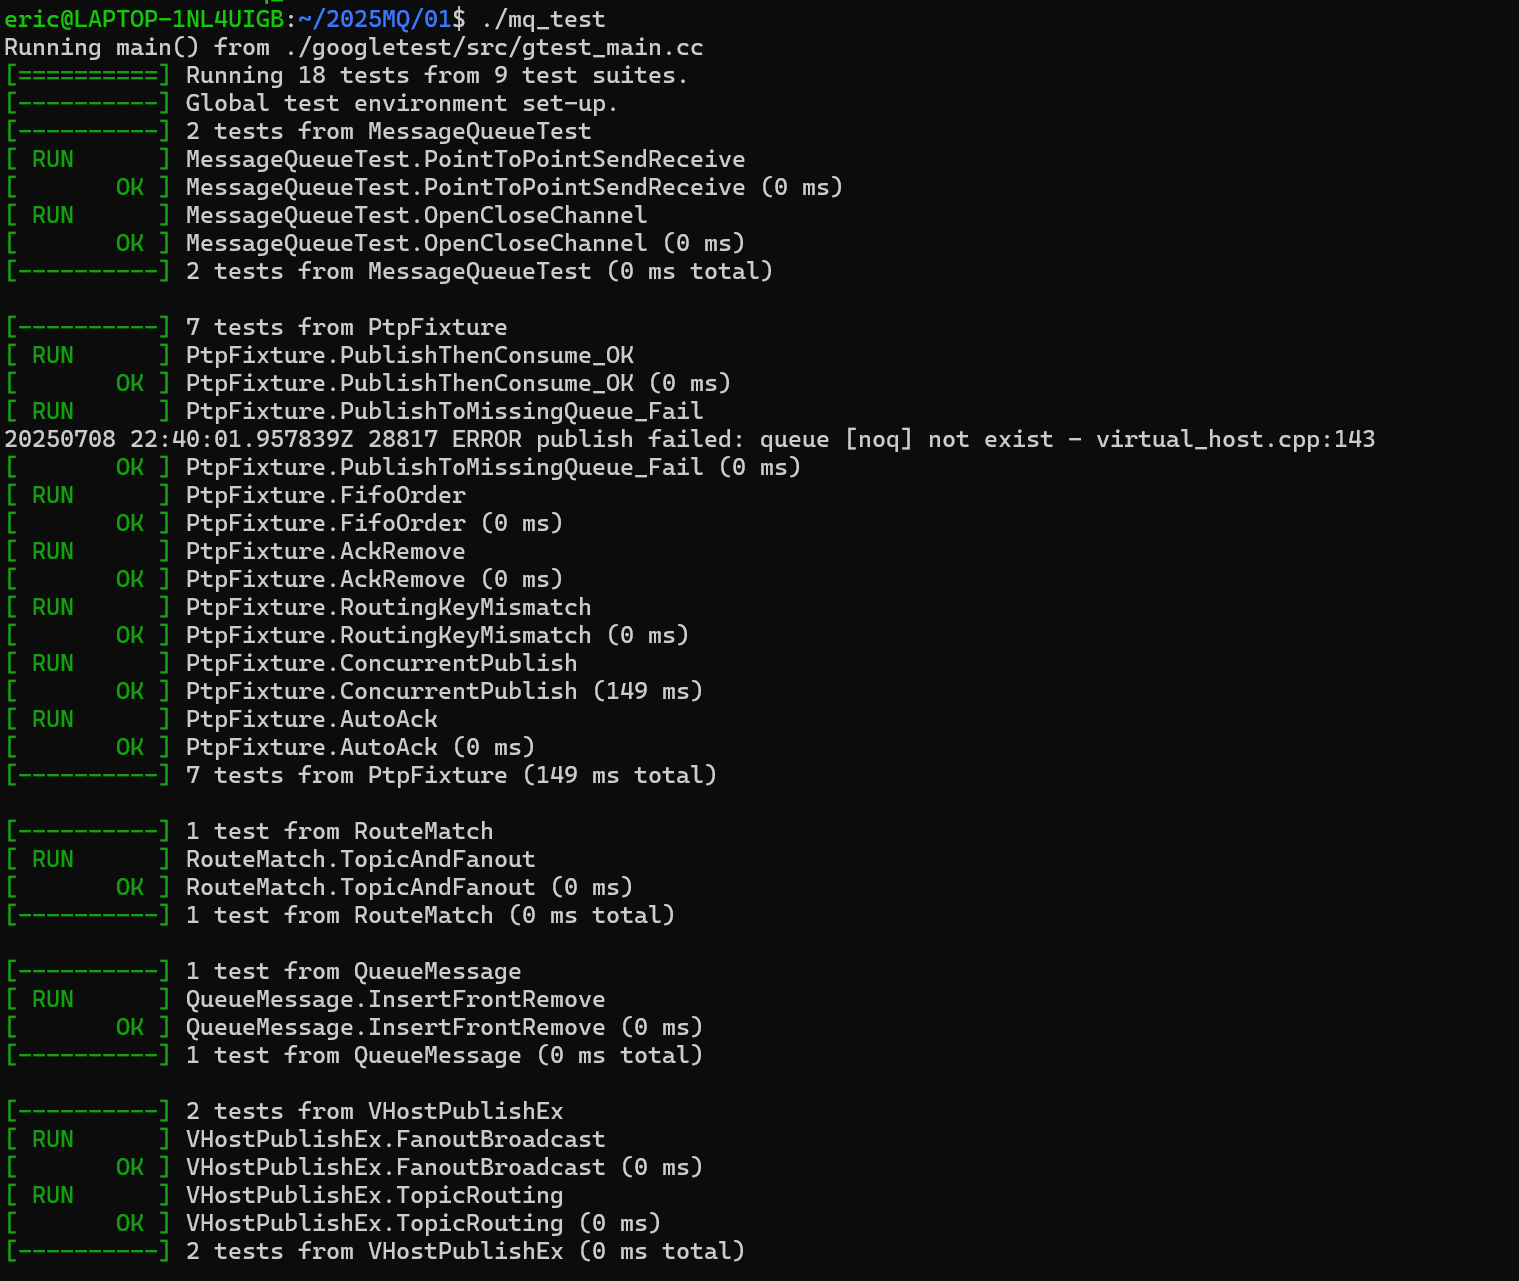 eric@LAPTOP-1NL4UIGB:~/2025MQ/01$ ./mq_test
Running main() from ./googletest/src/gtest_main.cc
[==========] Running 18 tests from 9 test suites.
[----------] Global test environment set-up.
[----------] 2 tests from MessageQueueTest
[ RUN      ] MessageQueueTest.PointToPointSendReceive
[       OK ] MessageQueueTest.PointToPointSendReceive (0 ms)
[ RUN      ] MessageQueueTest.OpenCloseChannel
[       OK ] MessageQueueTest.OpenCloseChannel (0 ms)
[----------] 2 tests from MessageQueueTest (0 ms total)

[----------] 7 tests from PtpFixture
[ RUN      ] PtpFixture.PublishThenConsume_OK
[       OK ] PtpFixture.PublishThenConsume_OK (0 ms)
[ RUN      ] PtpFixture.PublishToMissingQueue_Fail
20250708 22:40:01.957839Z 28817 ERROR publish failed: queue [noq] not exist - virtual_host.cpp:143
[       OK ] PtpFixture.PublishToMissingQueue_Fail (0 ms)
[ RUN      ] PtpFixture.FifoOrder
[       OK ] PtpFixture.FifoOrder (0 ms)
[ RUN      ] PtpFixture.AckRemove
[       OK ] PtpFixture.AckRemove (0 ms)
[ RUN      ] PtpFixture.RoutingKeyMismatch
[       OK ] PtpFixture.RoutingKeyMismatch (0 ms)
[ RUN      ] PtpFixture.ConcurrentPublish
[       OK ] PtpFixture.ConcurrentPublish (149 ms)
[ RUN      ] PtpFixture.AutoAck
[       OK ] PtpFixture.AutoAck (0 ms)
[----------] 7 tests from PtpFixture (149 ms total)

[----------] 1 test from RouteMatch
[ RUN      ] RouteMatch.TopicAndFanout
[       OK ] RouteMatch.TopicAndFanout (0 ms)
[----------] 1 test from RouteMatch (0 ms total)

[----------] 1 test from QueueMessage
[ RUN      ] QueueMessage.InsertFrontRemove
[       OK ] QueueMessage.InsertFrontRemove (0 ms)
[----------] 1 test from QueueMessage (0 ms total)

[----------] 2 tests from VHostPublishEx
[ RUN      ] VHostPublishEx.FanoutBroadcast
[       OK ] VHostPublishEx.FanoutBroadcast (0 ms)
[ RUN      ] VHostPublishEx.TopicRouting
[       OK ] VHostPublishEx.TopicRouting (0 ms)
[----------] 2 tests from VHostPublishEx (0 ms total)